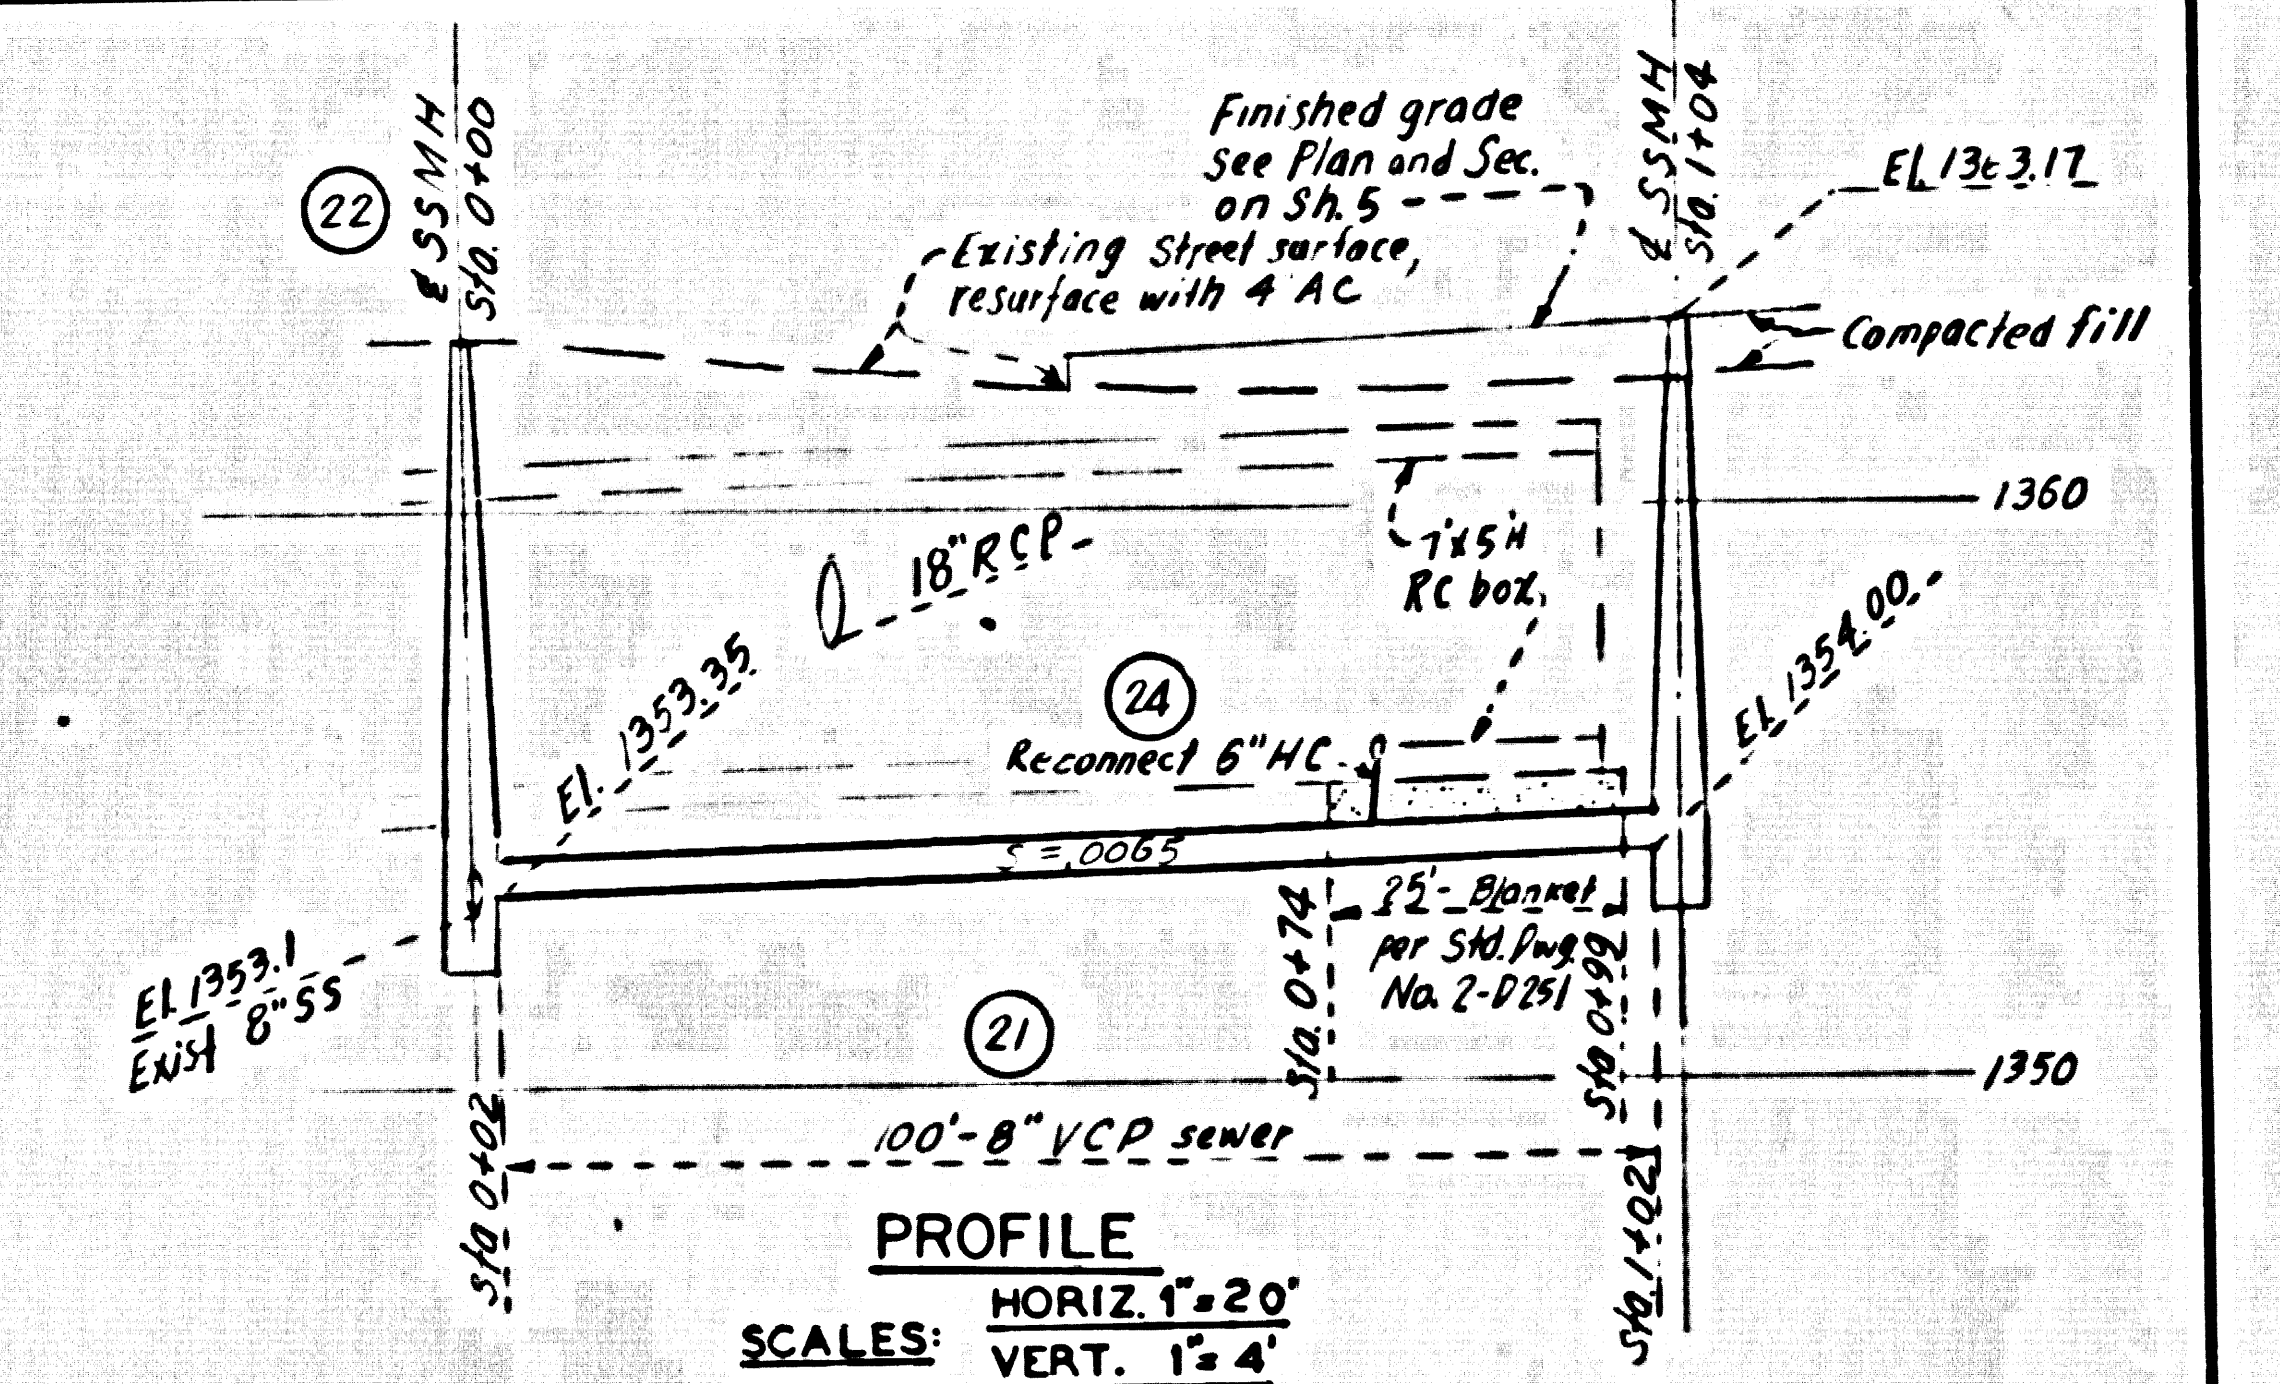 22
℄ SSMH
Sta. 0+00
Finished grade
see Plan and Sec.
on Sh. 5
Existing Street surface,
resurface with 4" AC
℄ SSMH
Sta. 1+04
El.
Compacted fill
1360
18" RCP
7'x5'H
RC box
El. 1353.35
El. 1354.00
24
Reconnect 6" HC
S = .0065
25'- Blanket
per Std. Dwg.
No. 2-D251
Sta. 0+74
Sta 0+99
El. 1353.1
Exist 8" SS
21
1350
100'-8" VCP sewer
Sta 0+02
Sta 1+02
PROFILE
SCALES:
HORIZ. 1"=20'
VERT. 1"=4'